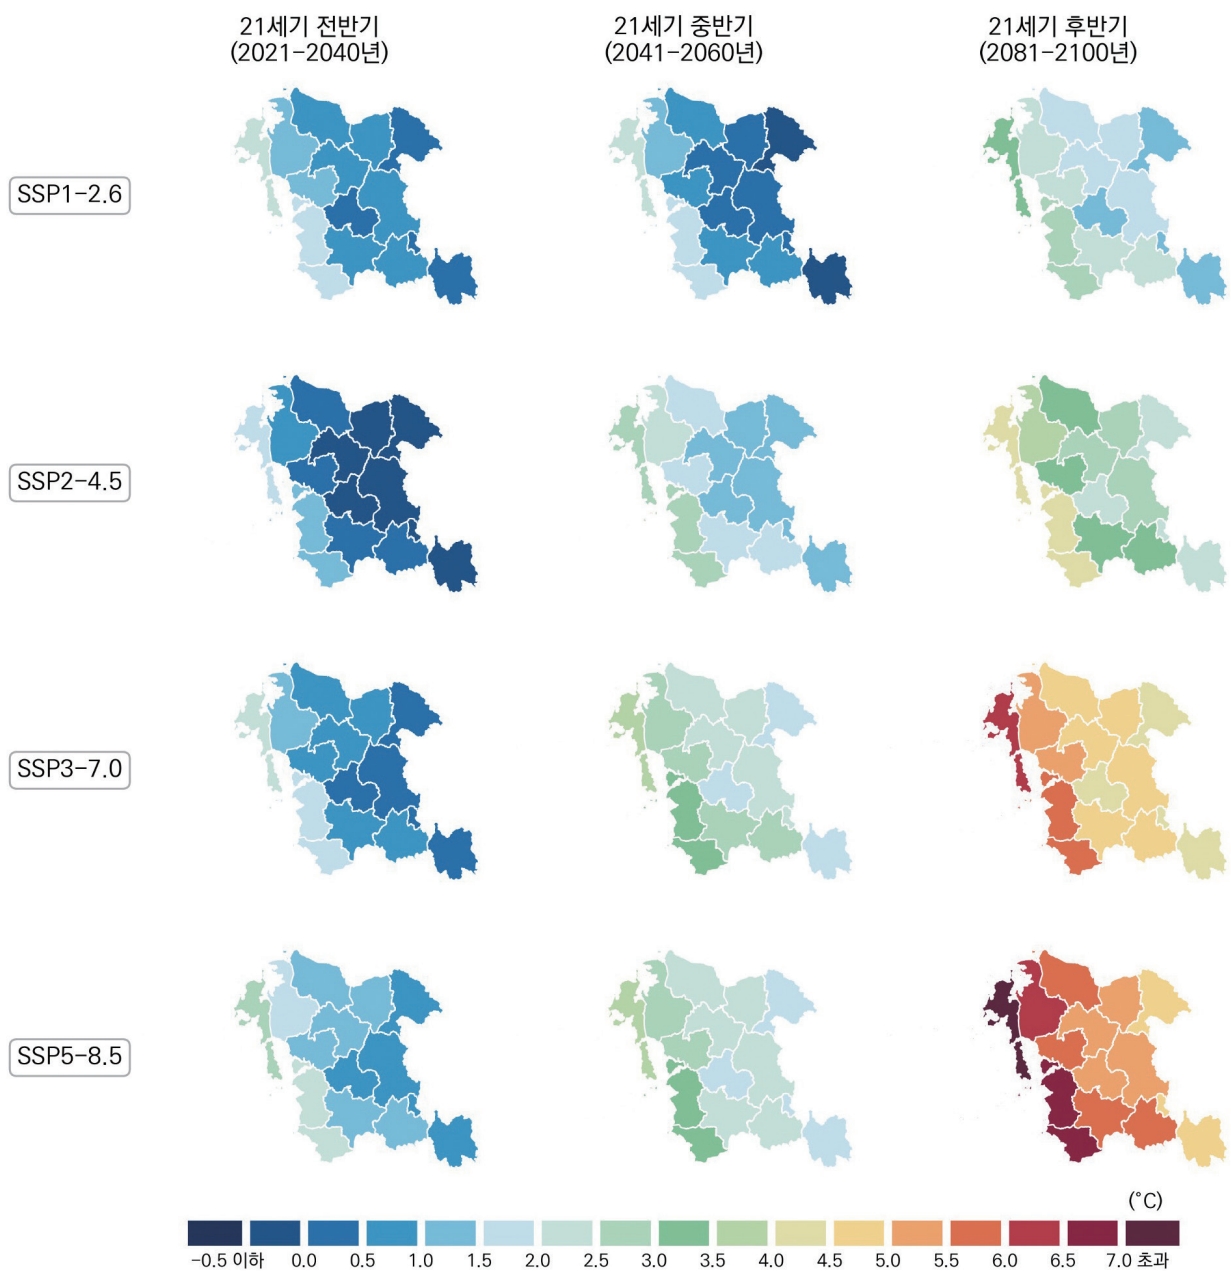 21세기 전반기
(2021-2040년)
21세기 중반기
(2041-2060년)
21세기 후반기
(2081-2100년)
SSP1-2.6
SSP2-4.5
SSP3-7.0
SSP5-8.5
(°C)
-0.5 이하 0.0 0.5 1.0 1.5 2.0 2.5 3.0 3.5 4.0 4.5 5.0 5.5 6.0 6.5 7.0 초과